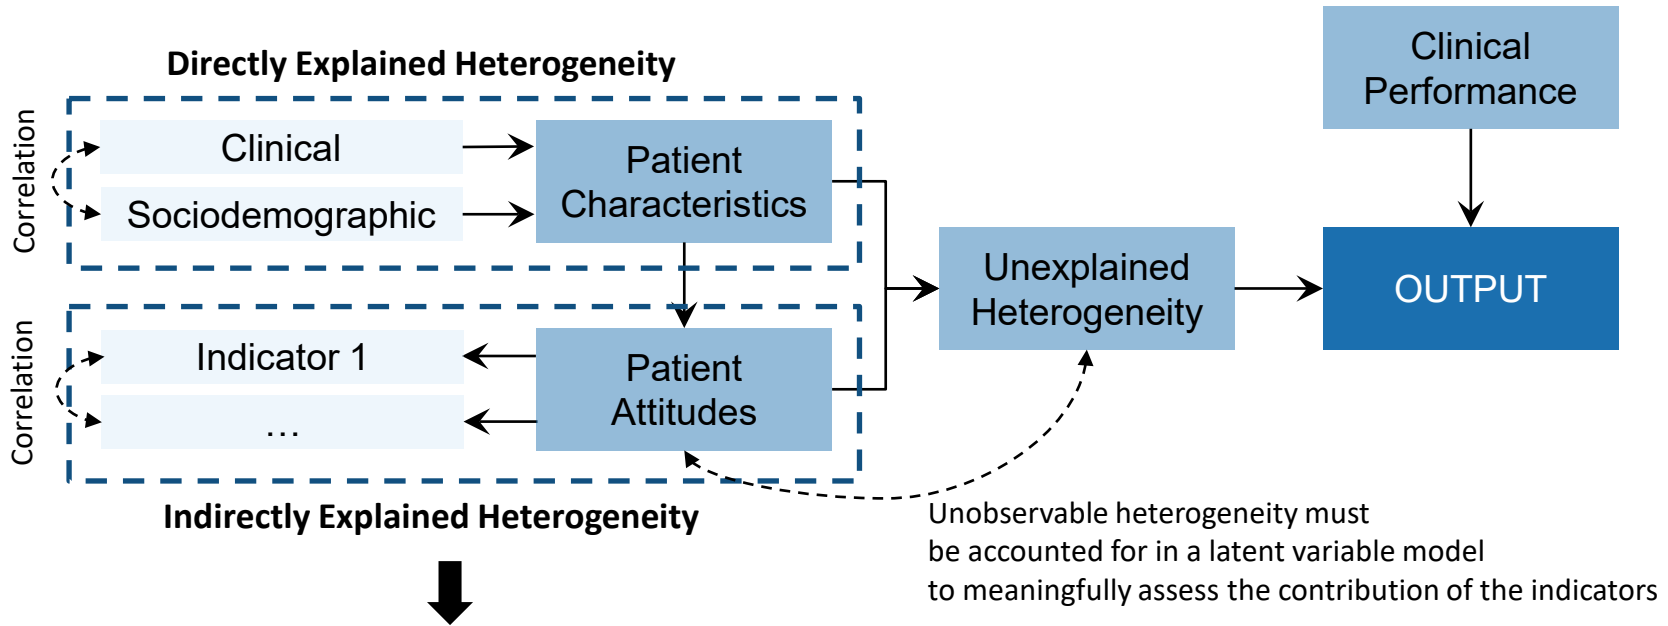 Directly Explained Heterogeneity
Correlation
Clinical
Sociodemographic
Patient
Characteristics
Correlation
Indicator 1
...
Patient
Attitudes
Indirectly Explained Heterogeneity
Unexplained
Heterogeneity
Clinical
Performance
OUTPUT
Unobservable heterogeneity must
be accounted for in a latent variable model
to meaningfully assess the contribution of the indicators